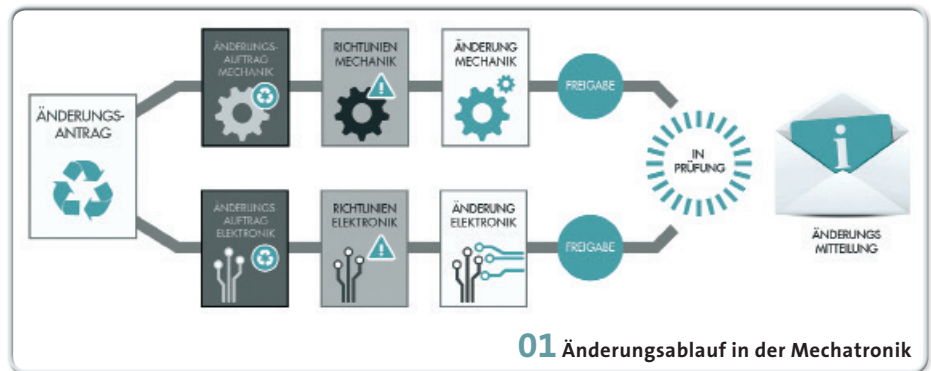 ÄNDERUNGS-
ANTRAG
ÄNDERUNGS-
AUFTRAG
MECHANIK
RICHTLINIEN
MECHANIK
ÄNDERUNG
MECHANIK
FREIGABE
ÄNDERUNGS-
AUFTRAG
ELEKTRONIK
RICHTLINIEN
ELEKTRONIK
ÄNDERUNG
ELEKTRONIK
FREIGABE
IN
PRÜFUNG
i
ÄNDERUNGS
MITTEILUNG
01 Änderungsablauf in der Mechatronik